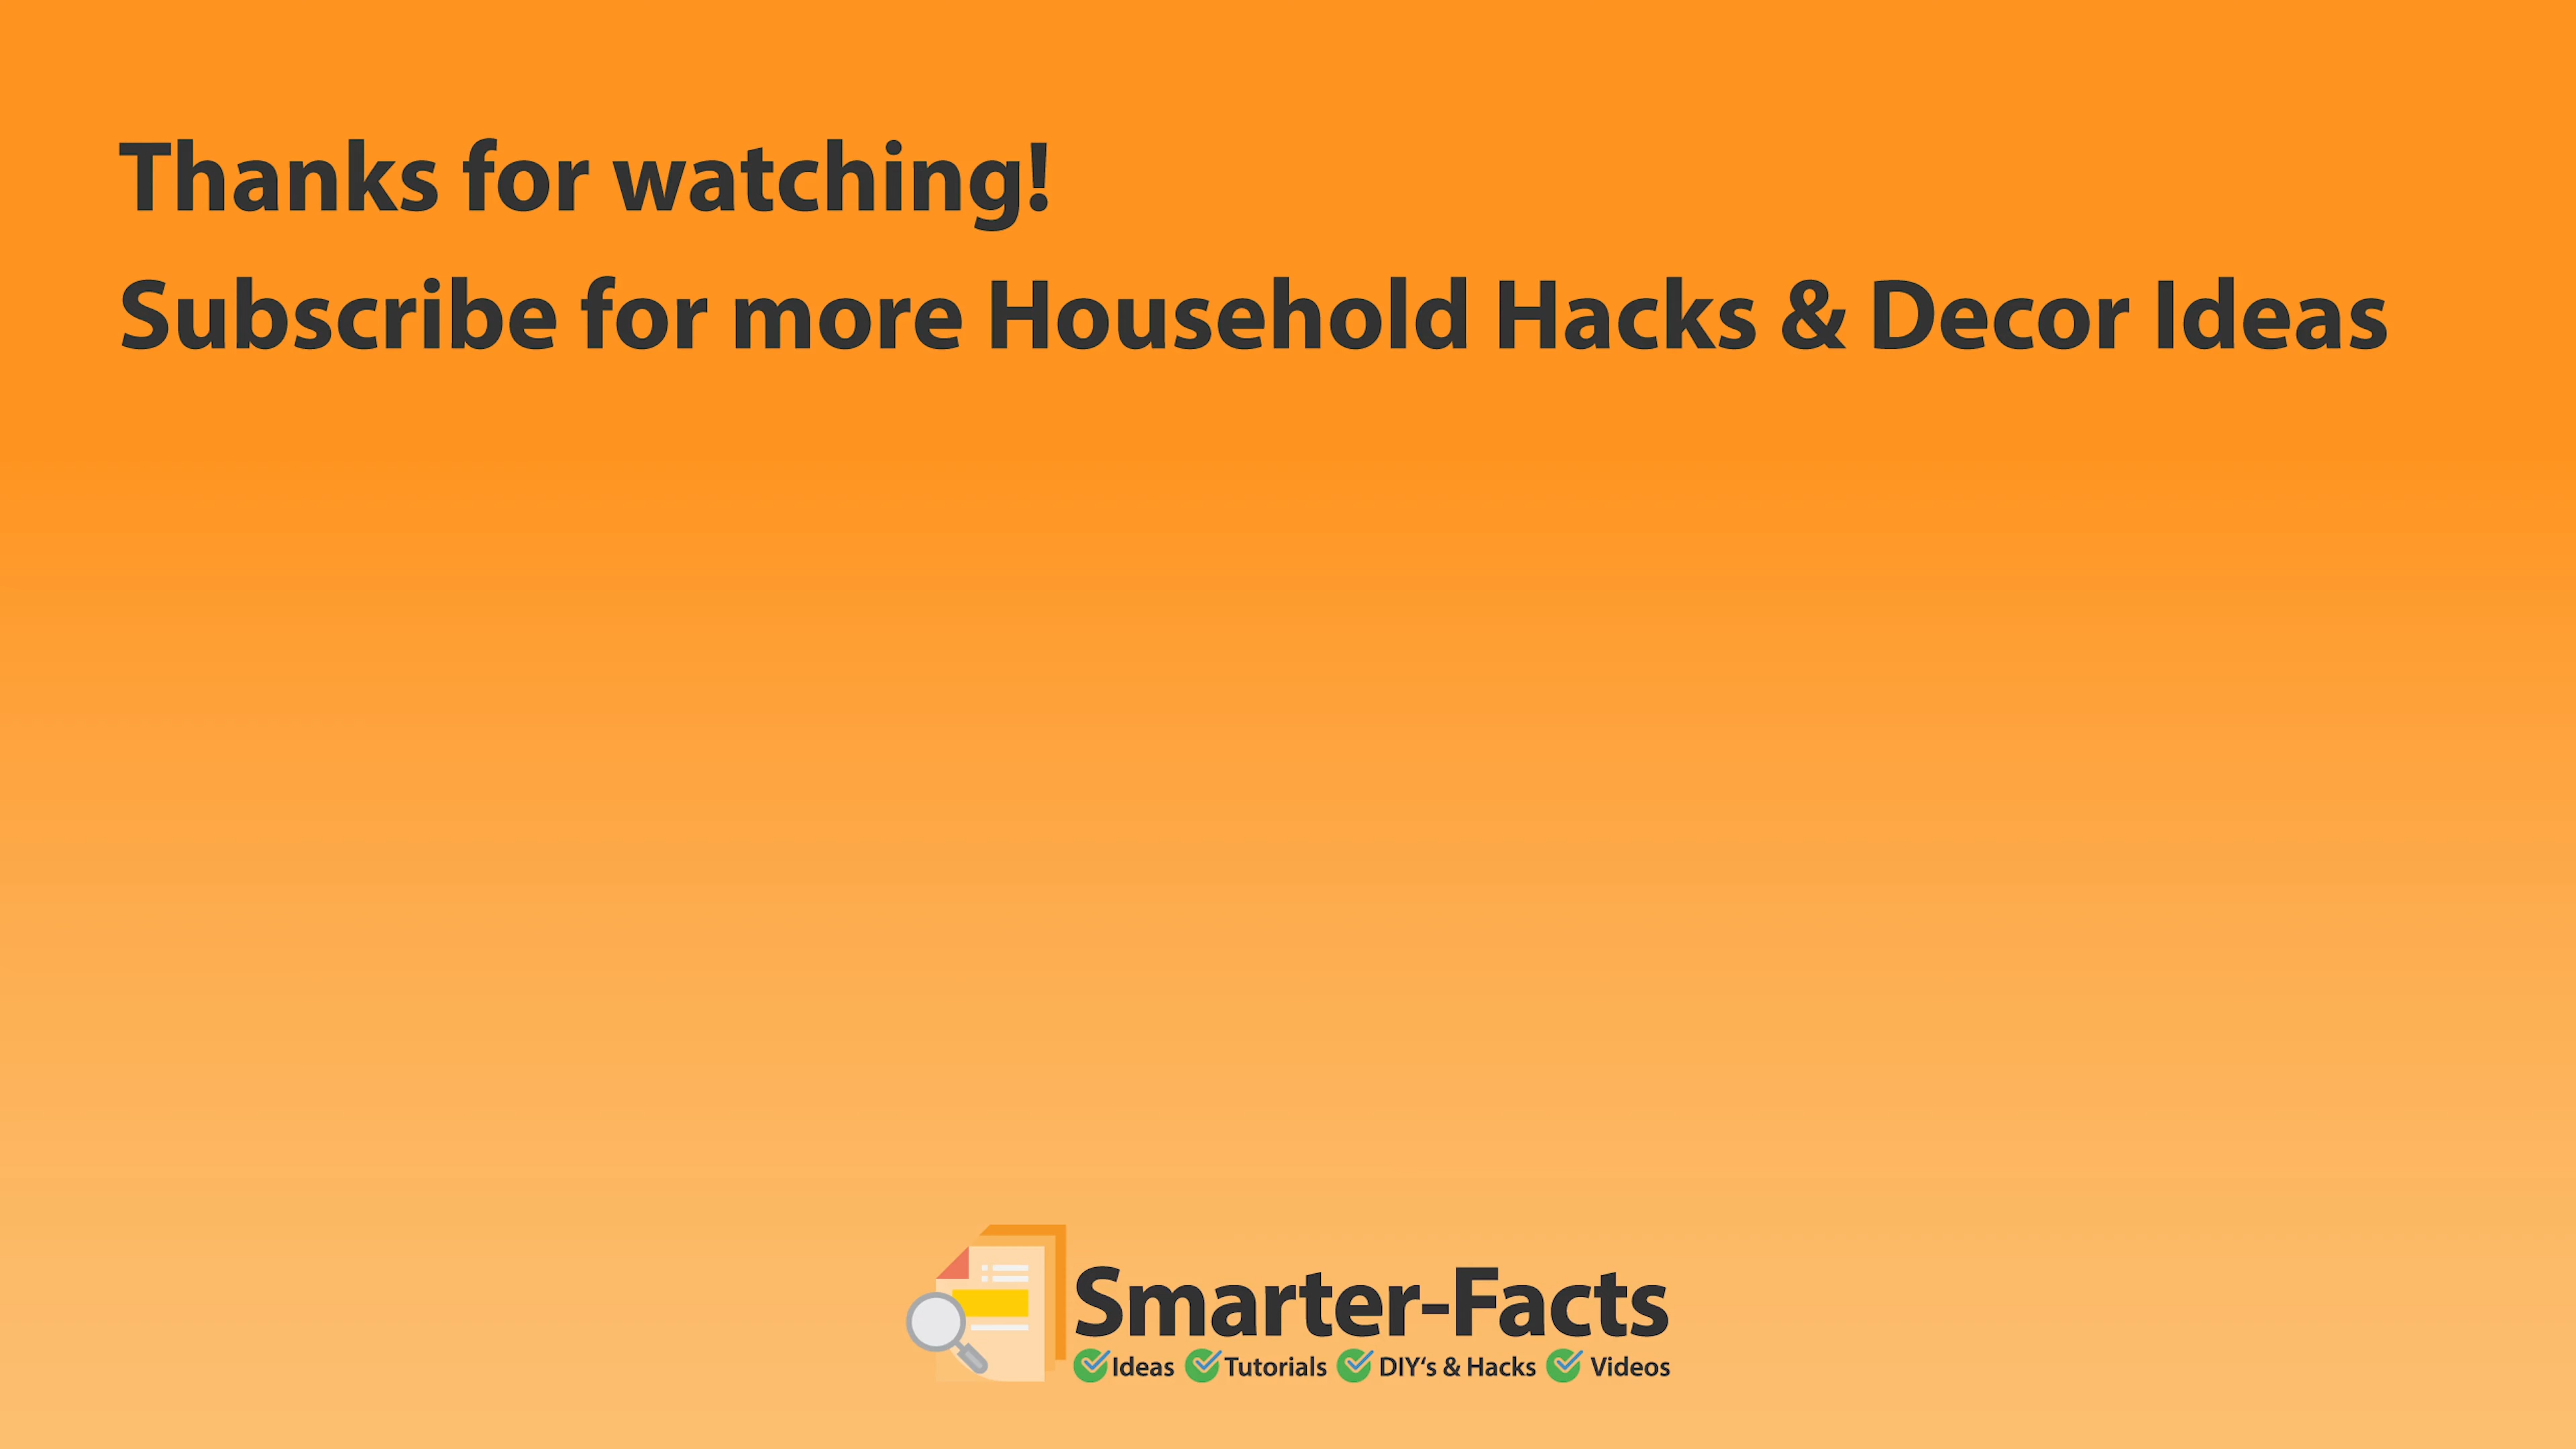 Thanks for watching!
Subscribe for more Household Hacks & Decor Ideas
Smarter-Facts
Ideas Tutorials DIY‘s & Hacks Videos